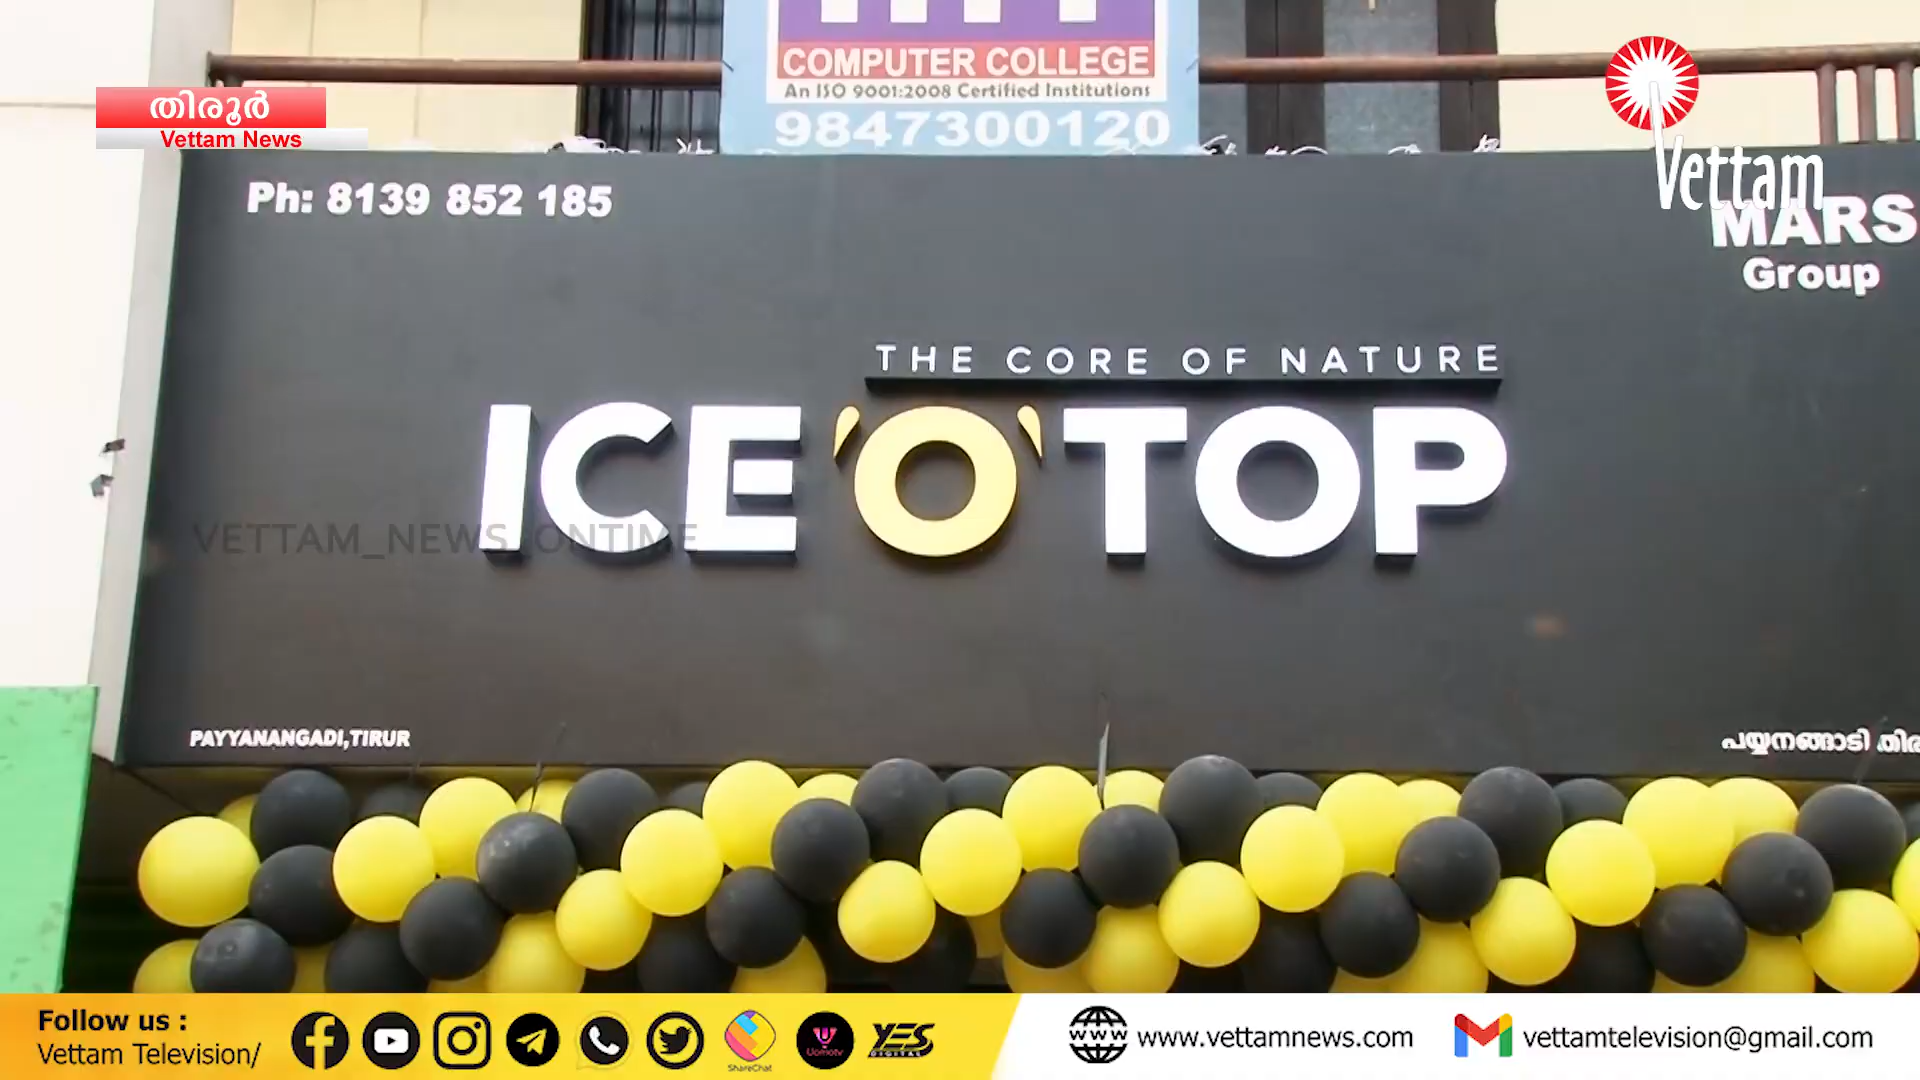 COMPUTER COLLEGE
An ISO 9001:2008 Certified Institutions
9847300120
തിരൂർ
Vettam News
Vettam
Ph: 8139 852 185
MARS
Group
THE CORE OF NATURE
ICE 'O' TOP
VETTAM_NEWS_ONTIME
PAYYANANGADI,TIRUR
പയ്യനങ്ങാടി
Follow us :
Vettam Television/
ShareChat
YES
DIGITAL
www.vettamnews.com
vettamtelevision@gmail.com